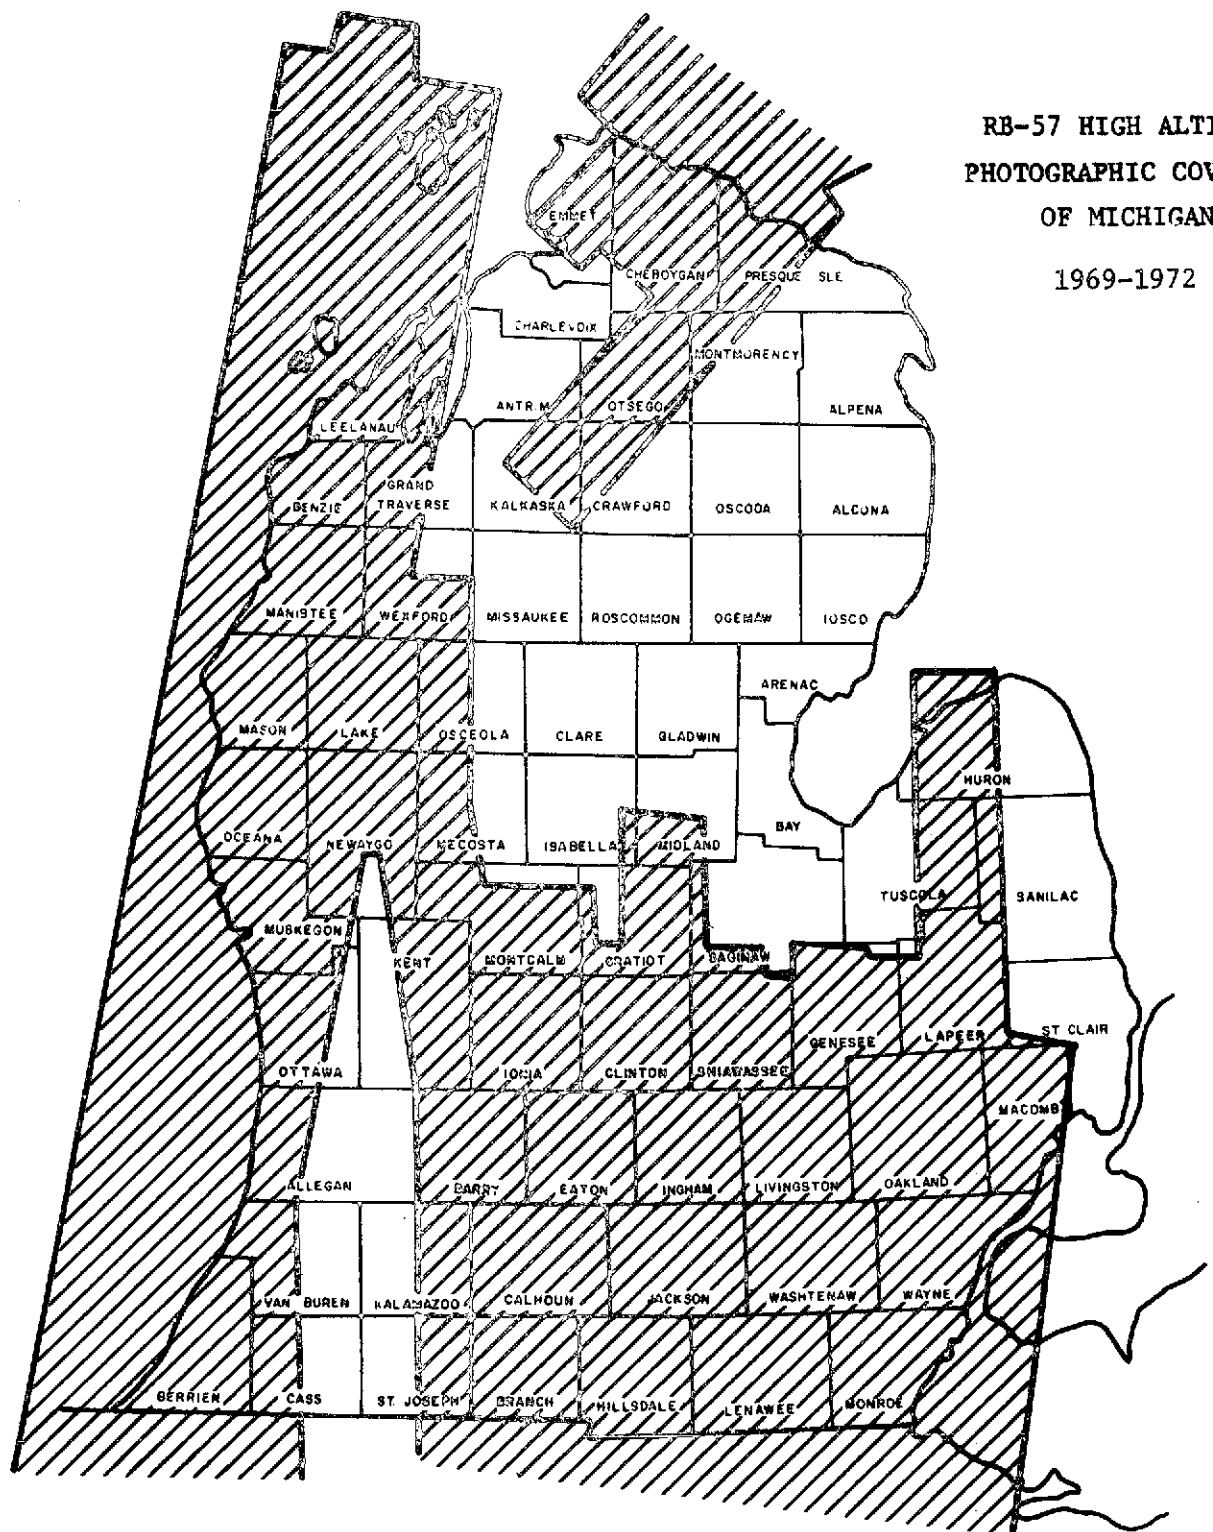 RB-57 HIGH ALTI
PHOTOGRAPHIC COV
OF MICHIGAN
1969-1972
EMMET
CHEBOYGAN
PRESQUE SLE
CHARLEVOIX
MONTMORENCY
ANTR M
OTSEGO
ALPENA
LEELANAU
BENZIE
GRAND
TRAVERSE
KALKASKA
CRAWFORD
OSCODA
ALCONA
MANISTEE
WEXFORD
MISSAUKEE
ROSCOMMON
OGEMAW
IOSCO
ARENAC
MASON
LAKE
OSCEOLA
CLARE
GLADWIN
HURON
OCEANA
NEWAYGO
MECOSTA
ISABELLA
MIDLAND
BAY
TUSCOLA
SANILAC
MUSKEGON
KENT
MONTCALM
GRATIOT
SAGINAW
OTTAWA
IONIA
CLINTON
SHIAWASSEE
GENESEE
LAPEER
ST CLAIR
MACOMB
ALLEGAN
BARRY
EATON
INGHAM
LIVINGSTON
OAKLAND
VAN BUREN
KALAMAZOO
CALHOUN
JACKSON
WASHTENAW
WAYNE
BERRIEN
CASS
ST. JOSEPH
BRANCH
HILLSDALE
LENAWEE
MONROE